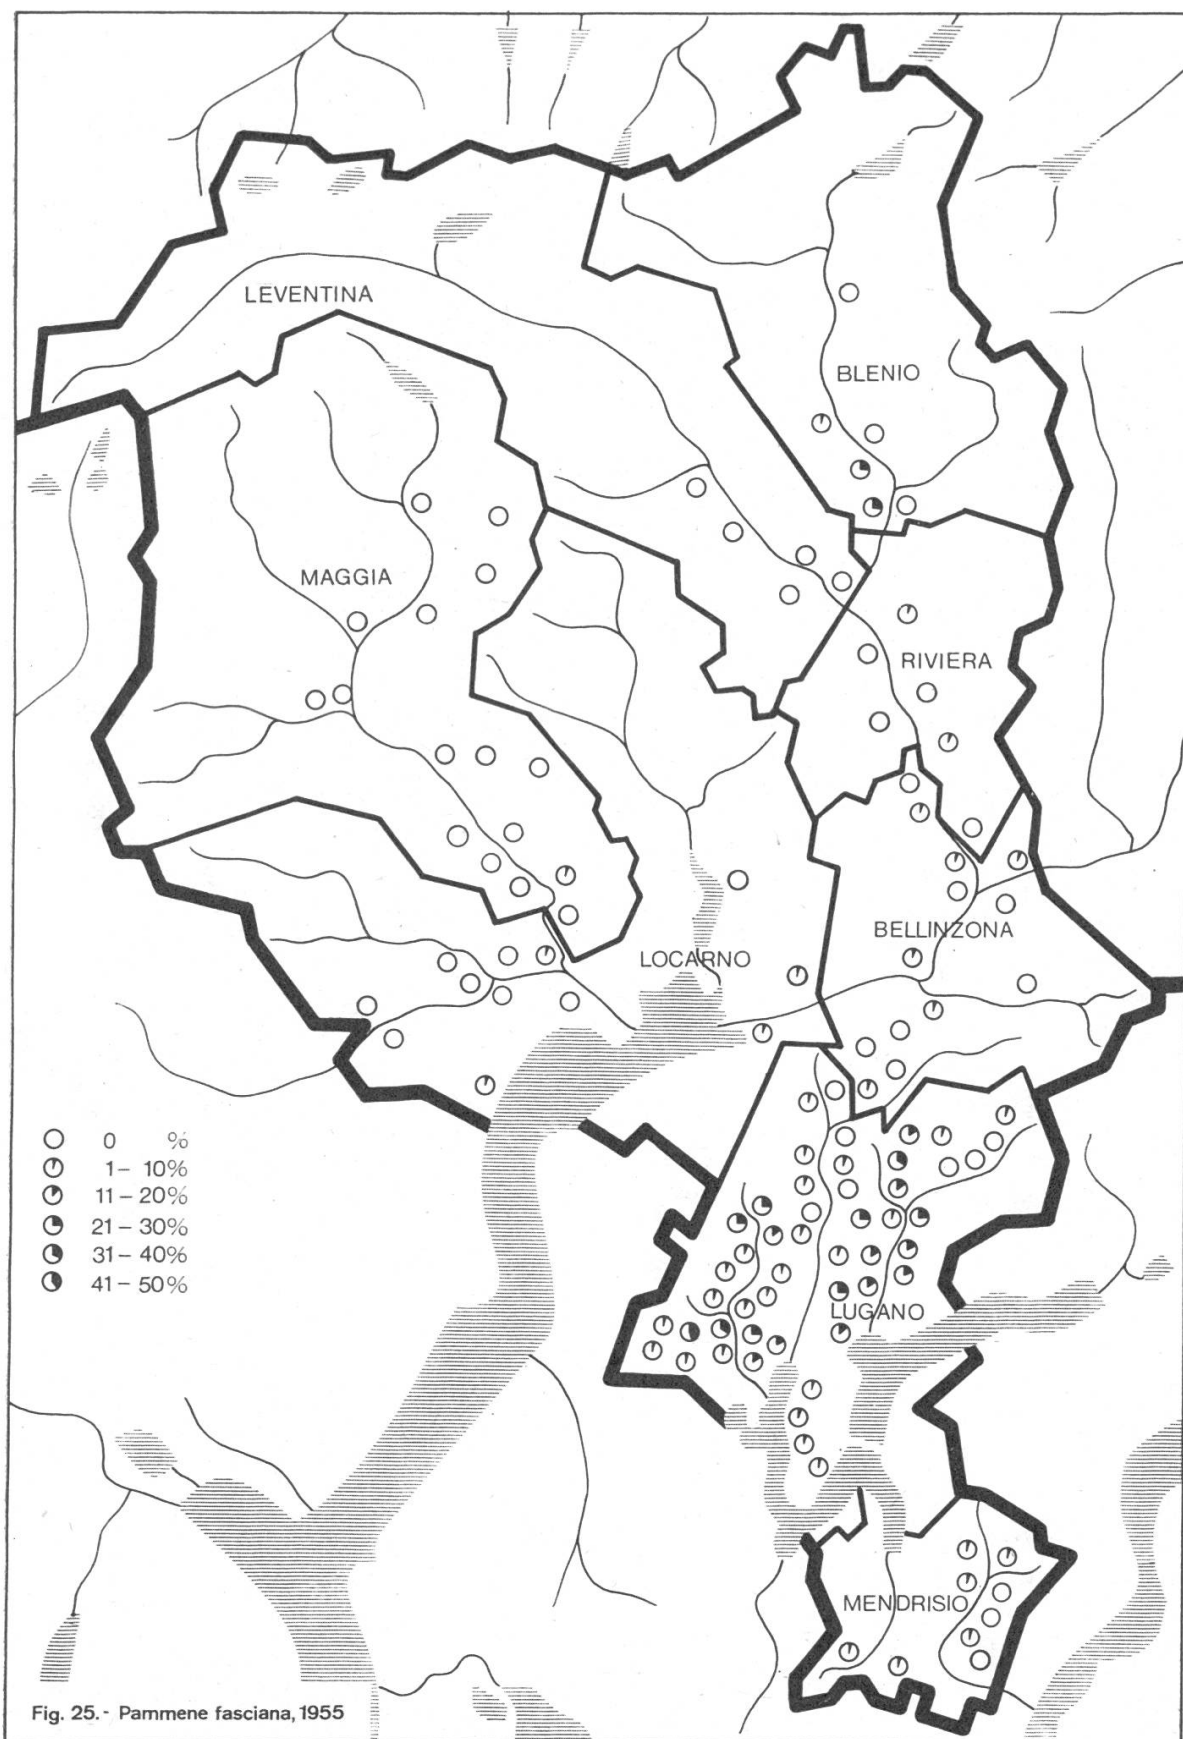 LEVENTINA
BLENIO
MAGGIA
RIVIERA
BELLINZONA
LOCARNO
0 %
1 – 10%
11 – 20%
21 – 30%
31 – 40%
41 – 50%
LUGANO
MENDRISIO
Fig. 25.- Pammene fasciana, 1955